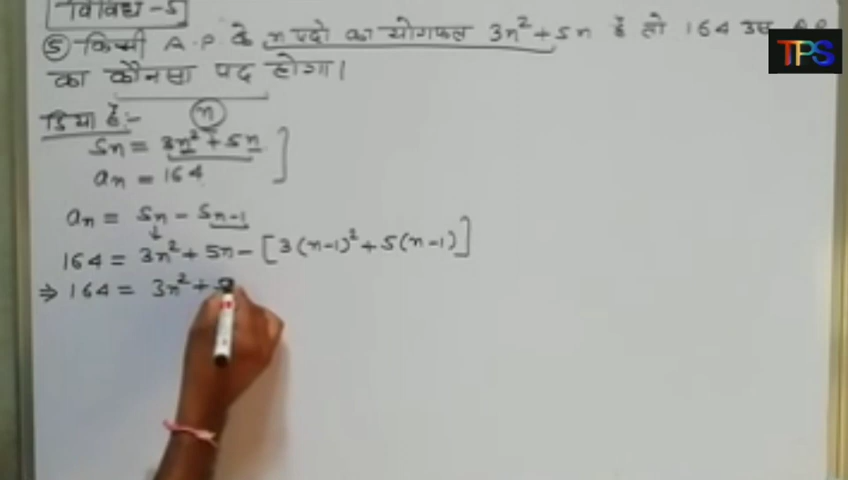 विविध - 5
⑤ किसी A.P. के n पदो का योगफल 3n² + 5n है तो 164 उस A.P.
का कौनसा पद होगा।
TPS
दिया है:- n
Sn = 3n² + 5n
an = 164
an = Sn - Sn-1
164 = 3n² + 5n - [3(n-1)² + 5(n-1)]
⇒ 164 = 3n² +